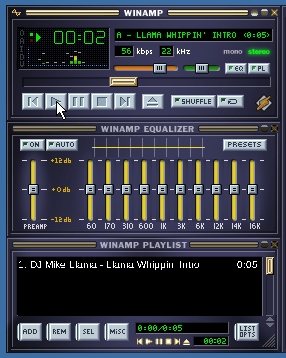 WINAMP
00:02
A - LLAMA WHIPPIN' INTRO <0:05>
56 kbps 22 kHz mono stereo
EQ PL
SHUFFLE
WINAMP EQUALIZER
ON AUTO PRESETS
+12 db
+0 db
-12 db
PREAMP 60 170 310 600 1K 3K 6K 12K 14K 16K
WINAMP PLAYLIST
1. DJ Mike Llama - Llama Whippin' Intro 0:05
ADD REM SEL MISC 0:00/0:05 LIST OPTS
00:02